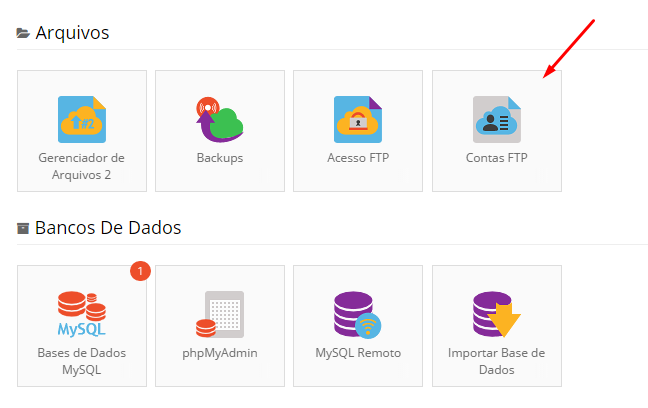 Arquivos
#2
Gerenciador de
Arquivos 2
Backups
Acesso FTP
Contas FTP
Bancos De Dados
1
MySQL
Bases de Dados
MySQL
phpMyAdmin
MySQL Remoto
Importar Base de
Dados